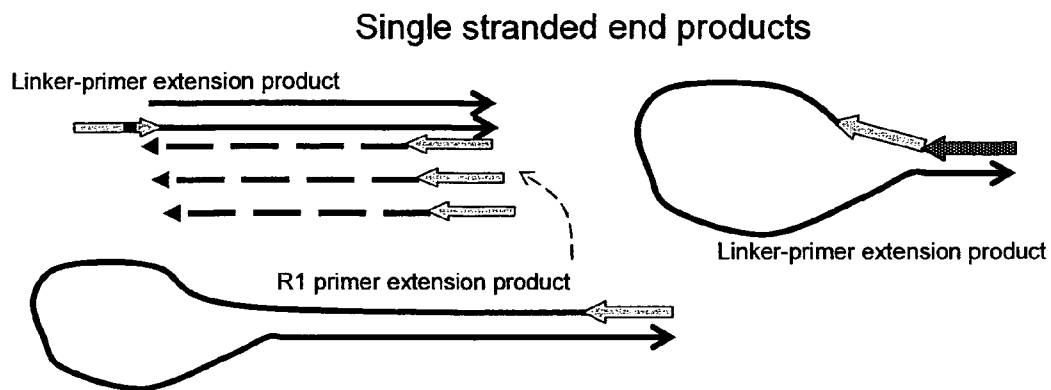 Single stranded end products
Linker-primer extension product
Linker-primer extension product
R1 primer extension product